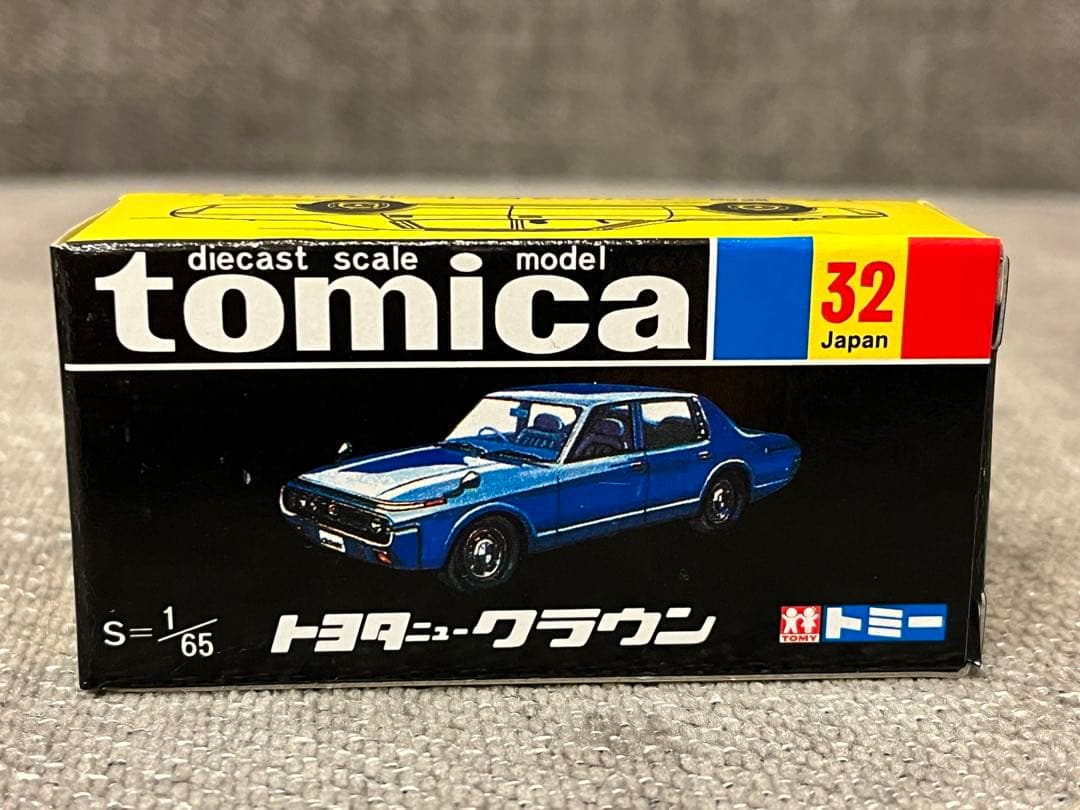 diecast scale model
tomica
32
Japan
S=1/65
トヨタニュークラウン
TOMY
トミー